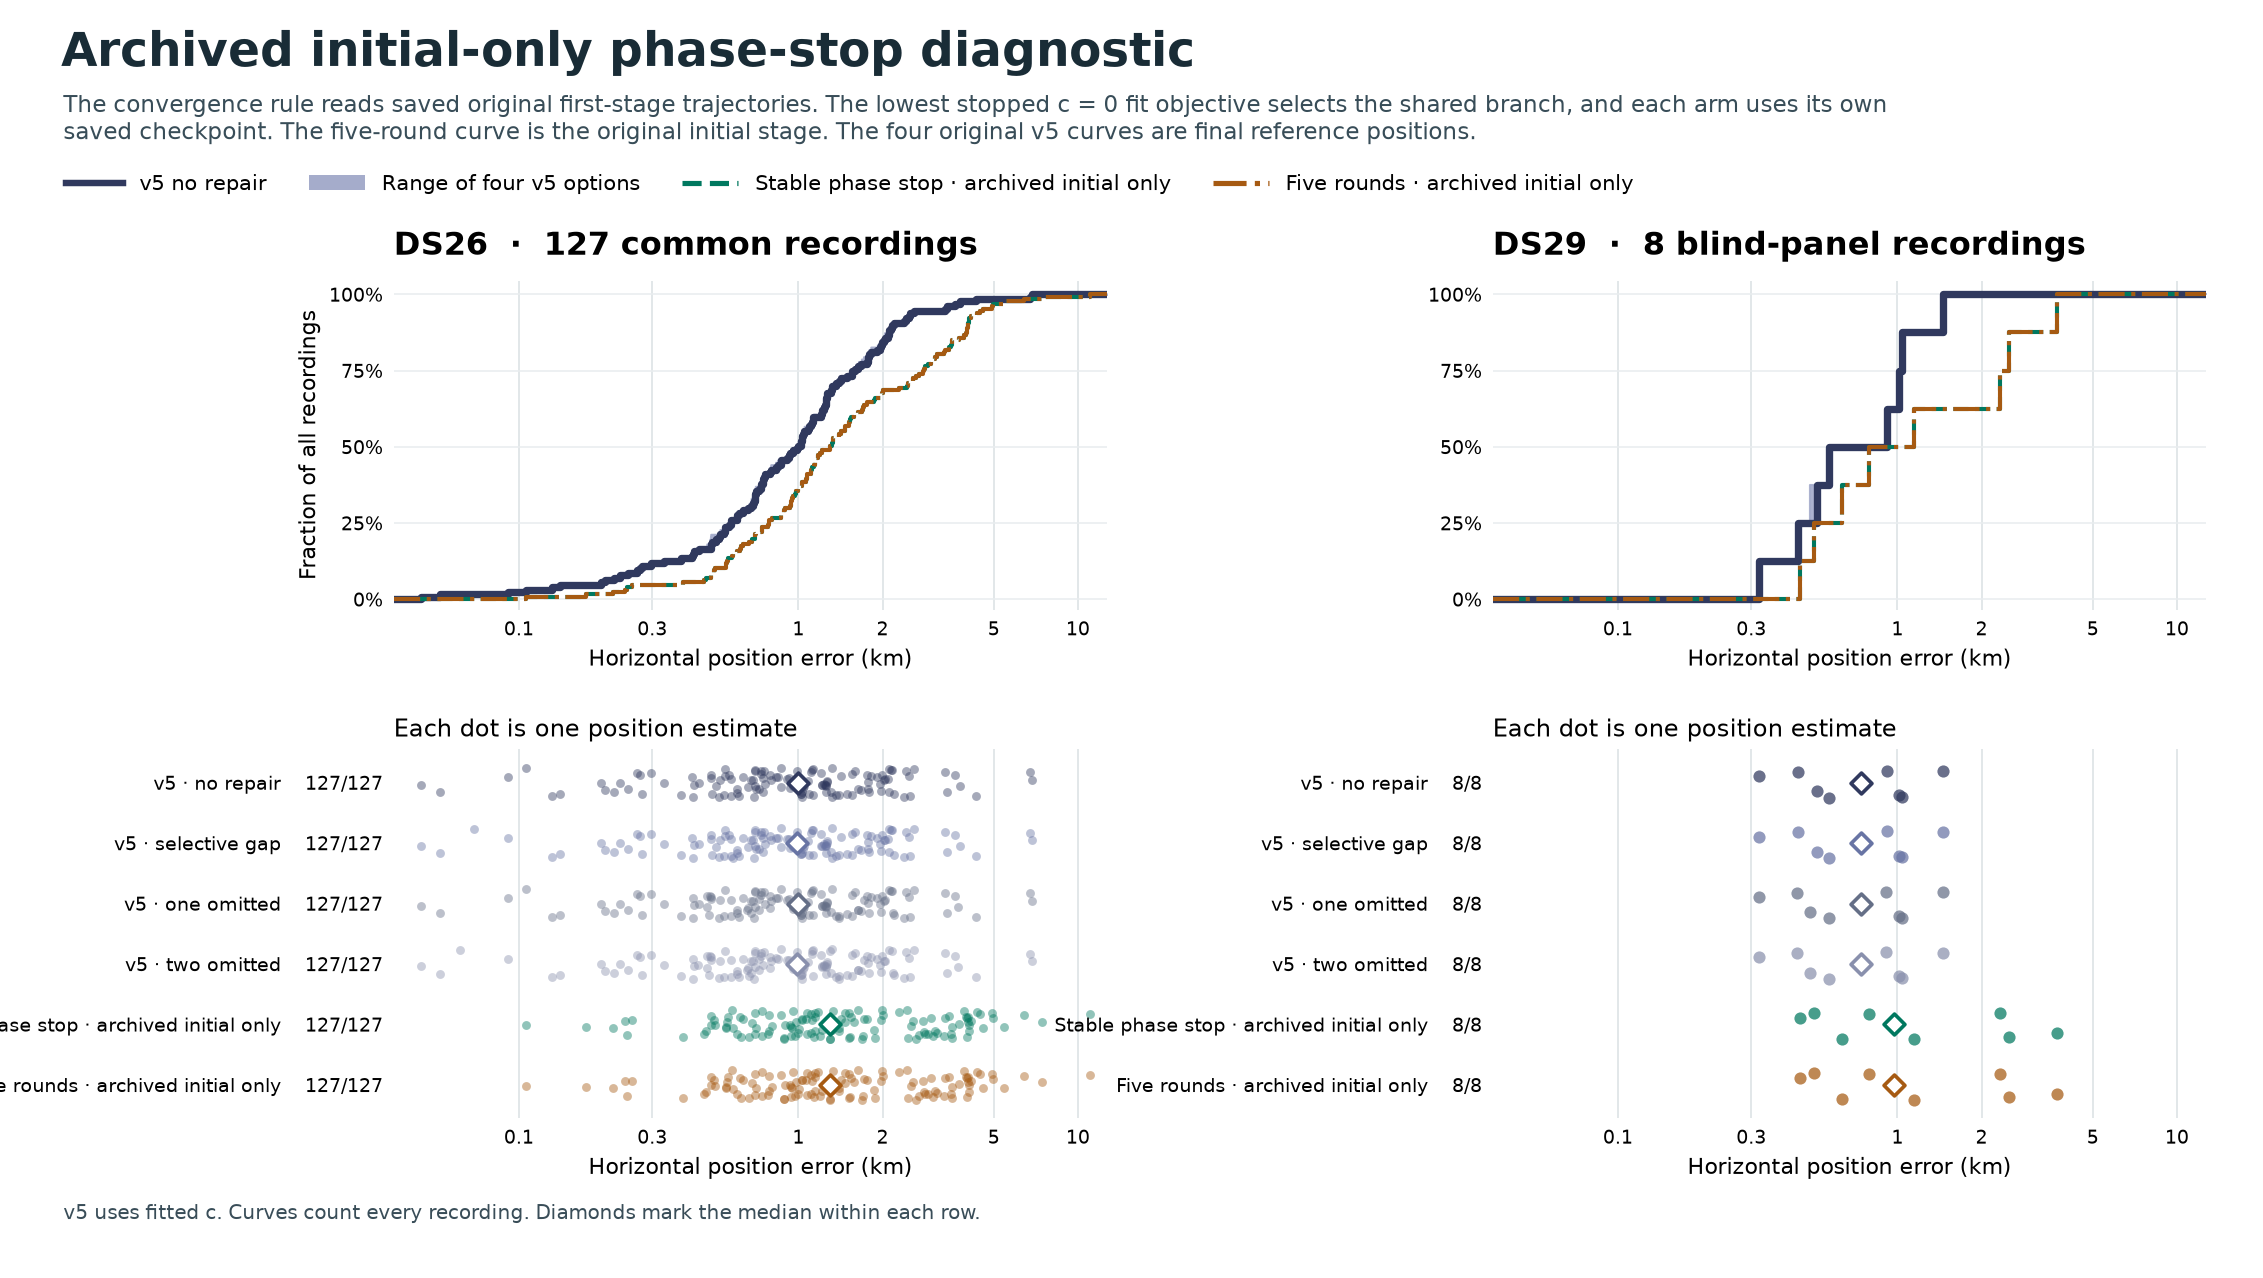 Archived initial-only phase-stop diagnostic
The convergence rule reads saved original first-stage trajectories. The lowest stopped c = 0 fit objective selects the shared branch, and each arm uses its own
saved checkpoint. The five-round curve is the original initial stage. The four original v5 curves are final reference positions.
v5 no repair
Range of four v5 options
Stable phase stop · archived initial only
Five rounds · archived initial only
DS26 · 127 common recordings
Fraction of all recordings
100%
75%
50%
25%
0%
0.1 0.3 1 2 5 10
Horizontal position error (km)
DS29 · 8 blind-panel recordings
100%
75%
50%
25%
0%
0.1 0.3 1 2 5 10
Horizontal position error (km)
Each dot is one position estimate
v5 · no repair 127/127
v5 · selective gap 127/127
v5 · one omitted 127/127
v5 · two omitted 127/127
ase stop · archived initial only 127/127
e rounds · archived initial only 127/127
0.1 0.3 1 2 5 10
Horizontal position error (km)
Each dot is one position estimate
v5 · no repair 8/8
v5 · selective gap 8/8
v5 · one omitted 8/8
v5 · two omitted 8/8
Stable phase stop · archived initial only 8/8
Five rounds · archived initial only 8/8
0.1 0.3 1 2 5 10
Horizontal position error (km)
v5 uses fitted c. Curves count every recording. Diamonds mark the median within each row.